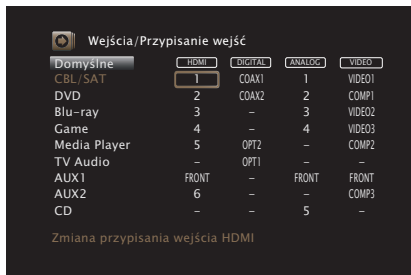 Wejścia/Przypisanie wejść
Domyślne HDMI DIGITAL ANALOG VIDEO
CBL/SAT 1 COAX1 1 VIDEO1
DVD 2 COAX2 2 COMP1
Blu-ray 3 – 3 VIDEO2
Game 4 – 4 VIDEO3
Media Player 5 OPT2 – COMP2
TV Audio – OPT1 – –
AUX1 FRONT – FRONT FRONT
AUX2 6 – – COMP3
CD – – 5 –
Zmiana przypisania wejścia HDMI